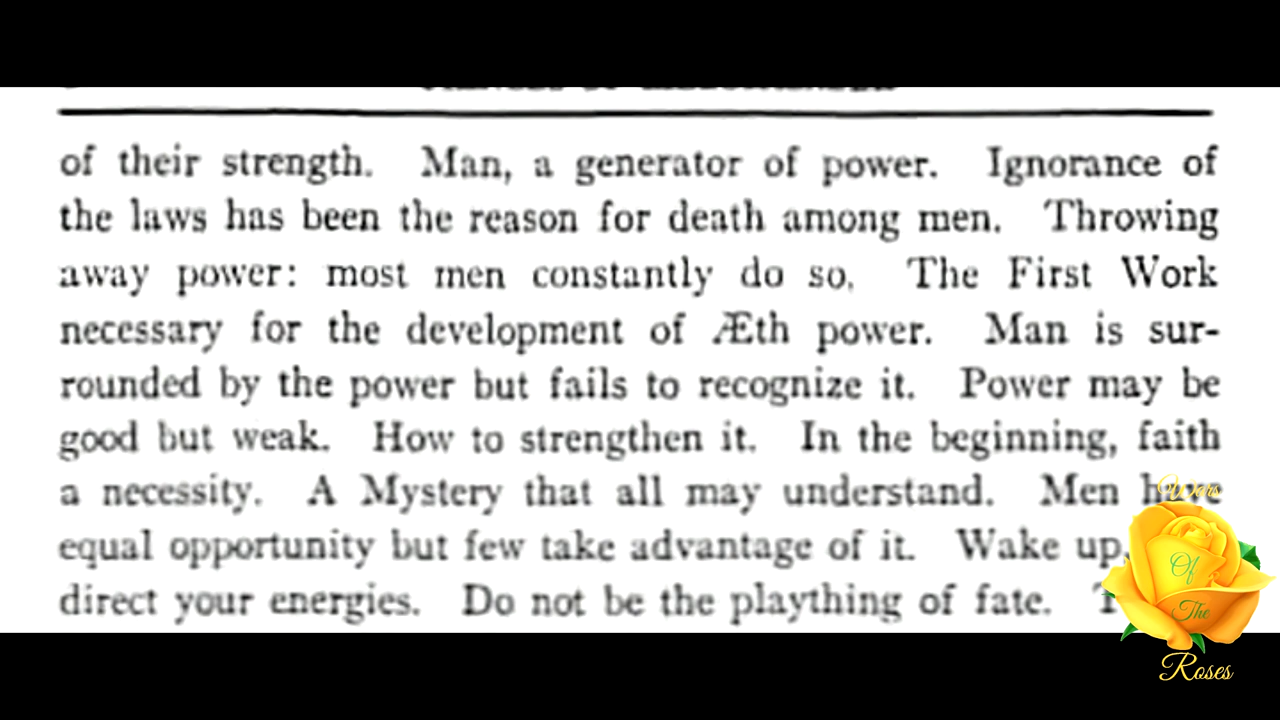 of their strength. Man, a generator of power. Ignorance of
the laws has been the reason for death among men. Throwing
away power: most men constantly do so. The First Work
necessary for the development of Æth power. Man is sur-
rounded by the power but fails to recognize it. Power may be
good but weak. How to strengthen it. In the beginning, faith
a necessity. A Mystery that all may understand. Men have
equal opportunity but few take advantage of it. Wake up,
direct your energies. Do not be the plaything of fate.
Wars
Of
The
Roses